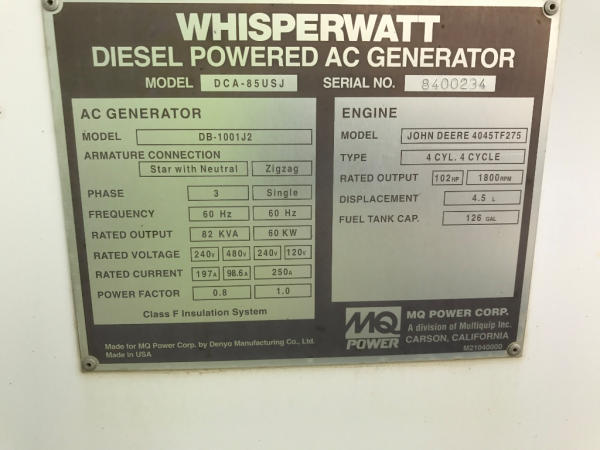 WHISPERWATT
DIESEL POWERED AC GENERATOR
MODEL DCA-85USJ SERIAL NO. 8400234
AC GENERATOR
MODEL DB-1001J2
ARMATURE CONNECTION
Star with Neutral Zigzag
PHASE 3 Single
FREQUENCY 60 Hz 60 Hz
RATED OUTPUT 82 KVA 60 KW
RATED VOLTAGE 240V 480V 240V 120V
RATED CURRENT 197A 98.6A 250A
POWER FACTOR 0.8 1.0
Class F Insulation System
Made for MQ Power Corp. by Denyo Manufacturing Co., Ltd.
Made in USA
ENGINE
MODEL JOHN DEERE 4045TF275
TYPE 4 CYL. 4 CYCLE
RATED OUTPUT 102HP 1800RPM
DISPLACEMENT 4.5 L
FUEL TANK CAP. 126 GAL
MQ
POWER
MQ POWER CORP.
A division of Multiquip Inc.
CARSON, CALIFORNIA
M21040000